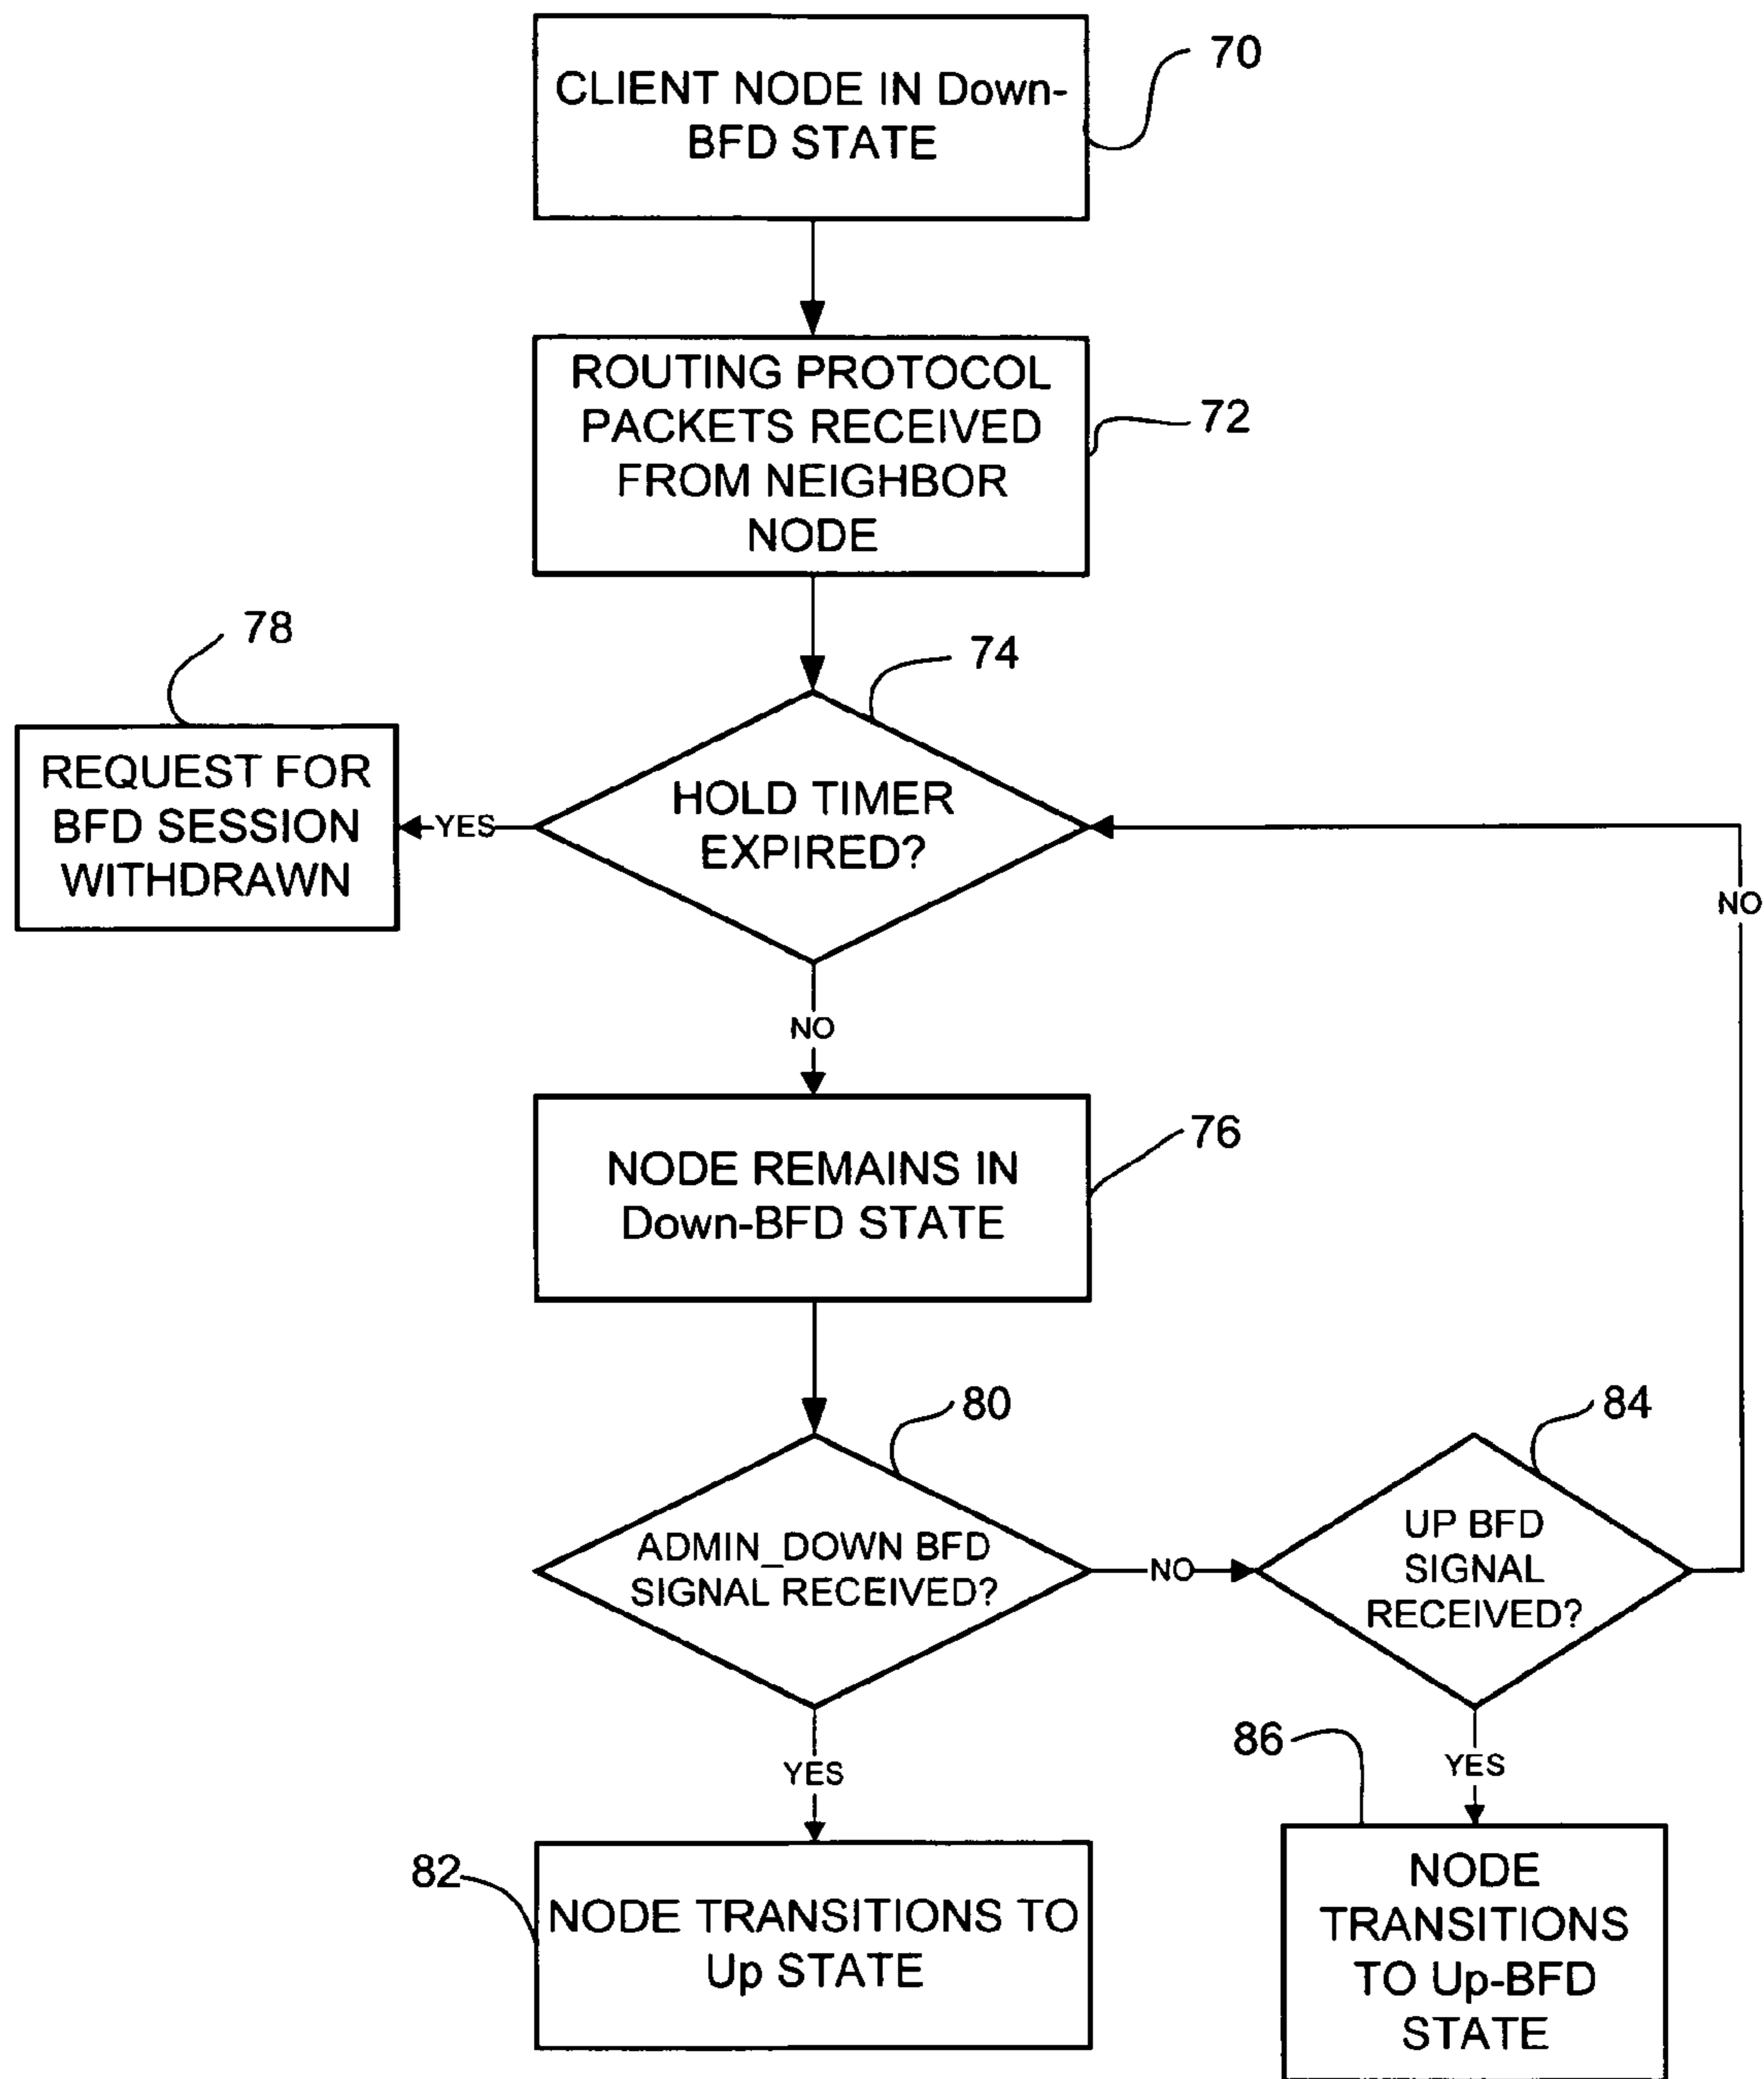 CLIENT NODE IN Down-
BFD STATE
70
ROUTING PROTOCOL
PACKETS RECEIVED
FROM NEIGHBOR
NODE
72
78
74
REQUEST FOR
BFD SESSION
WITHDRAWN
YES
HOLD TIMER
EXPIRED?
NO
NO
NODE REMAINS IN
Down-BFD STATE
76
80
84
ADMIN_DOWN BFD
SIGNAL RECEIVED?
NO
UP BFD
SIGNAL
RECEIVED?
YES
86
YES
82
NODE TRANSITIONS TO
Up STATE
NODE
TRANSITIONS
TO Up-BFD
STATE